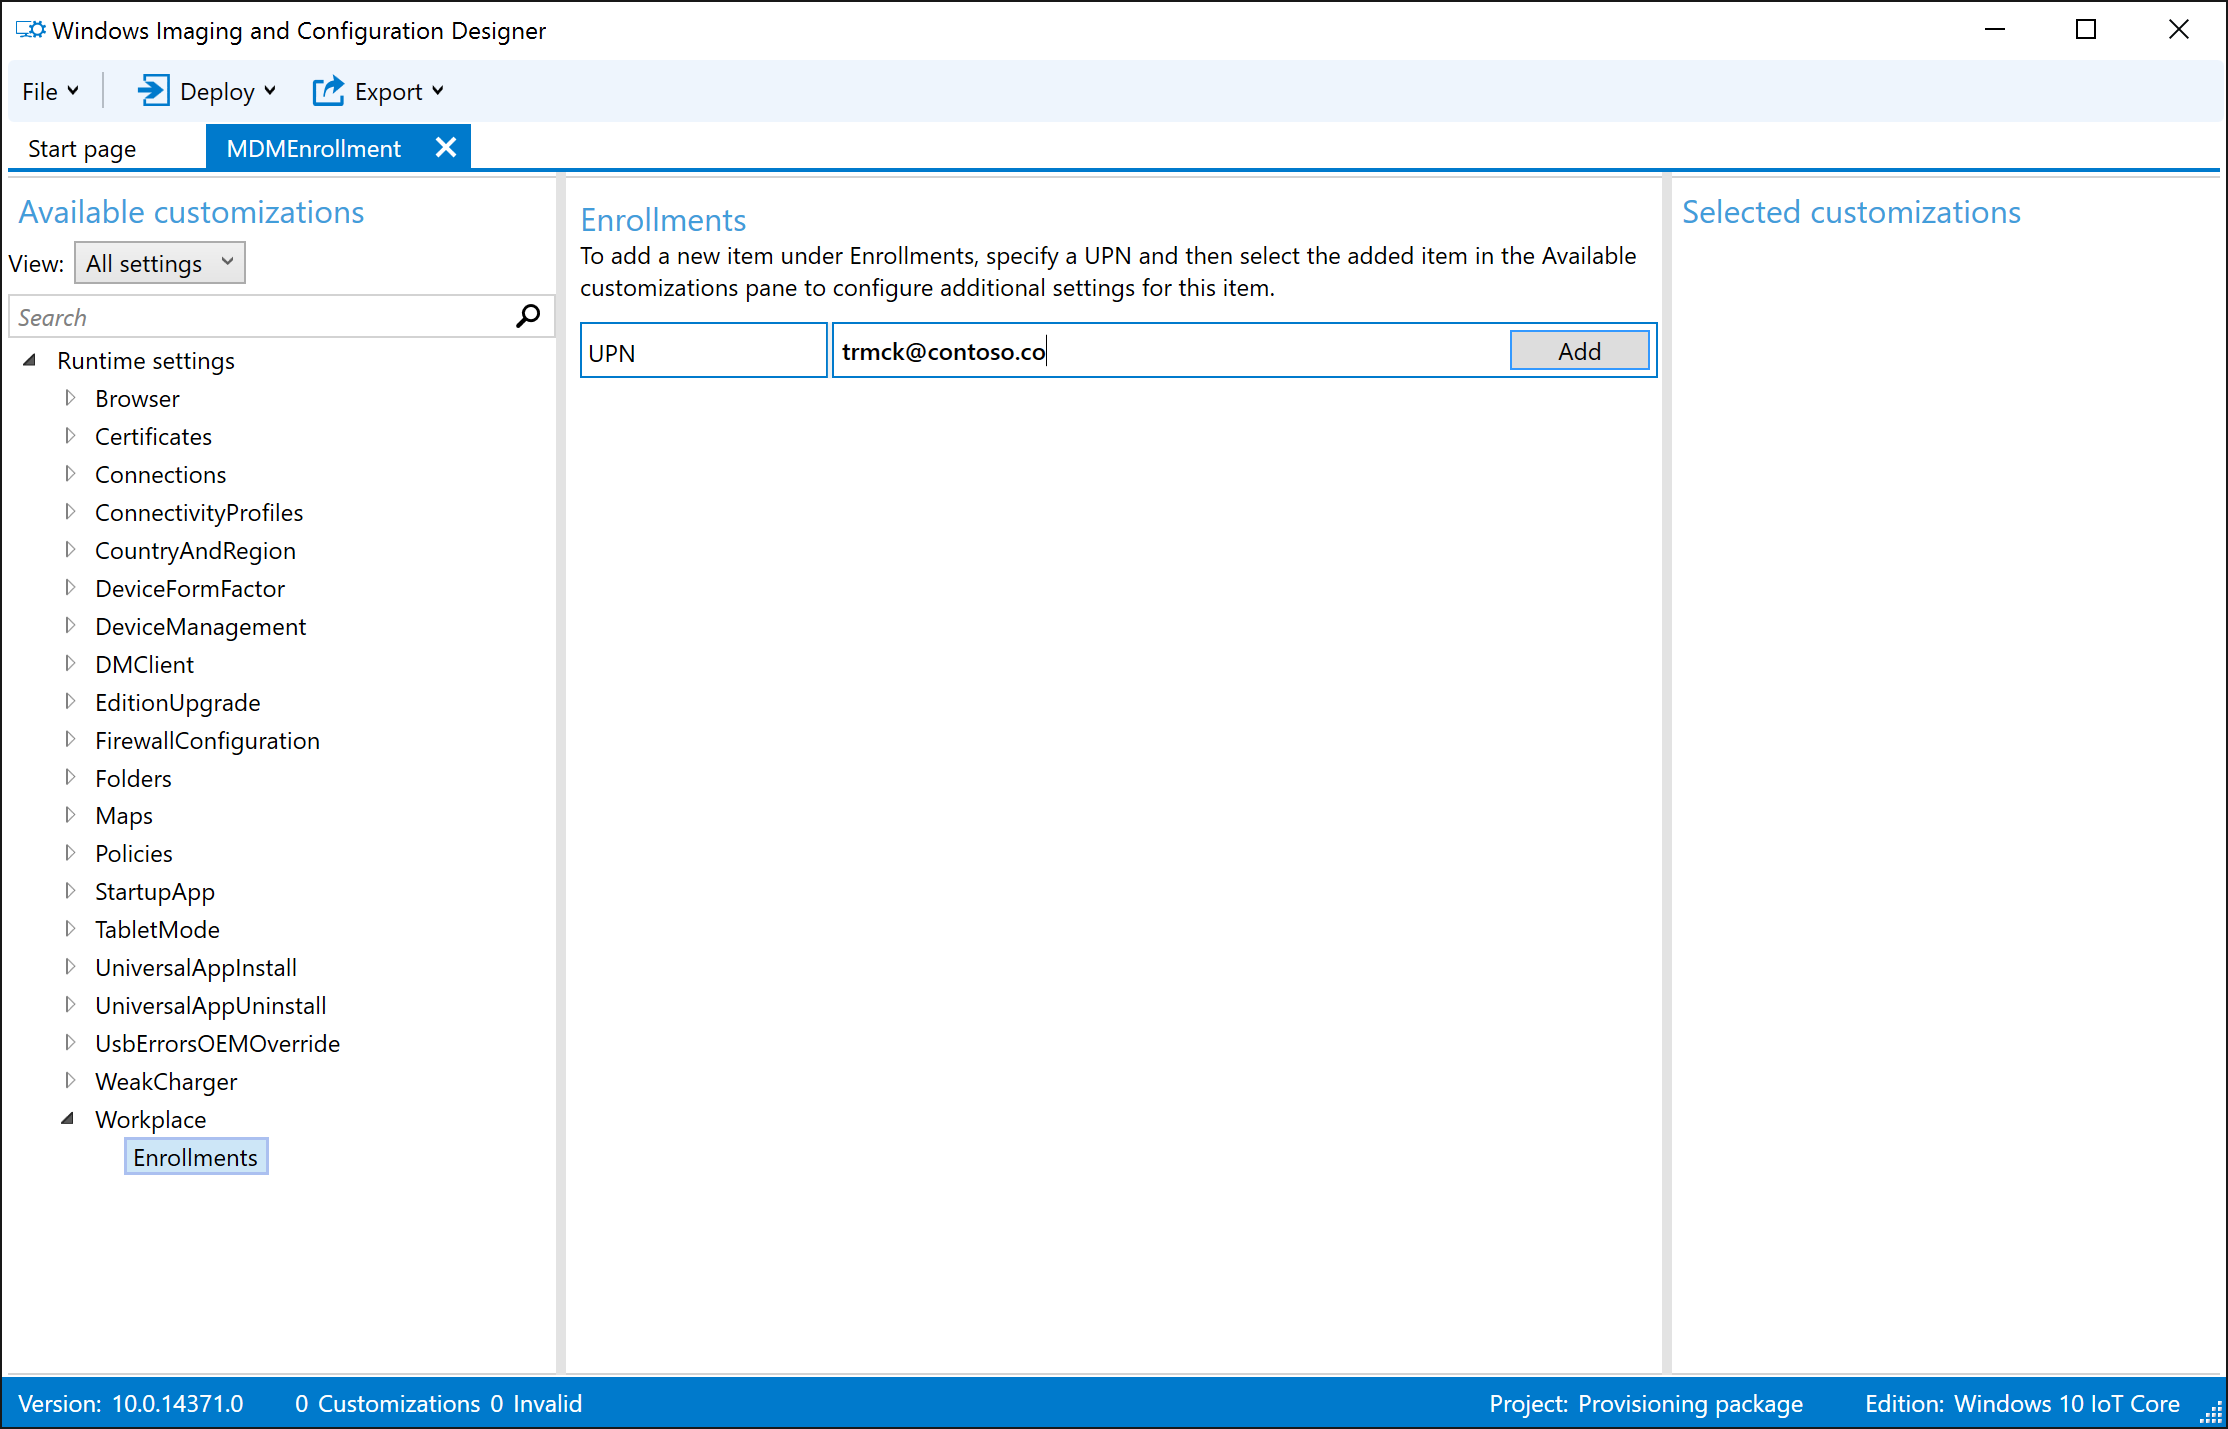 Windows Imaging and Configuration Designer
File Deploy Export
Start page MDMEnrollment
Available customizations
View: All settings
Search
Runtime settings
Browser
Certificates
Connections
ConnectivityProfiles
CountryAndRegion
DeviceFormFactor
DeviceManagement
DMClient
EditionUpgrade
FirewallConfiguration
Folders
Maps
Policies
StartupApp
TabletMode
UniversalAppInstall
UniversalAppUninstall
UsbErrorsOEMOverride
WeakCharger
Workplace
Enrollments
Enrollments
To add a new item under Enrollments, specify a UPN and then select the added item in the Available
customizations pane to configure additional settings for this item.
UPN trmck@contoso.co Add
Selected customizations
Version: 10.0.14371.0 0 Customizations 0 Invalid Project: Provisioning package Edition: Windows 10 IoT Core